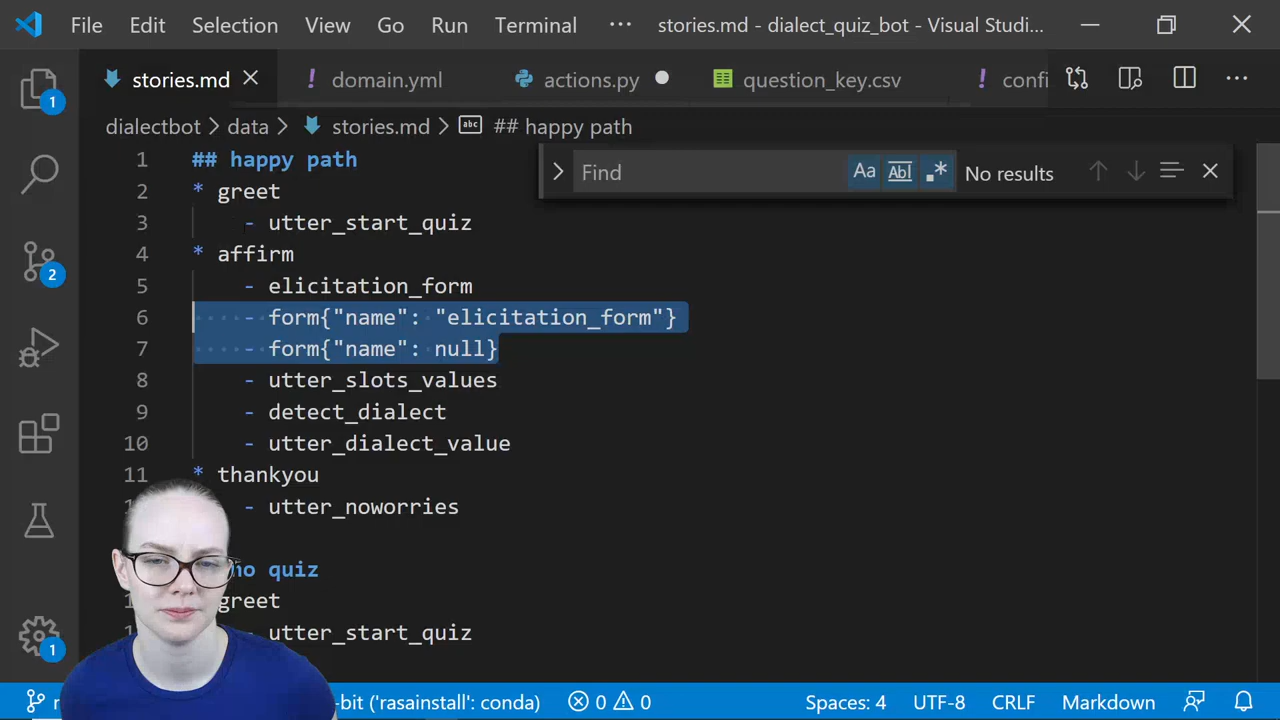 File Edit Selection View Go Run Terminal ··· stories.md - dialect_quiz_bot - Visual Studi...
stories.md domain.yml actions.py question_key.csv confi
dialectbot > data > stories.md > ## happy path
Find Aa Abl .* No results
1 ## happy path
2 * greet
3 - utter_start_quiz
4 * affirm
5 - elicitation_form
6 - form{"name": "elicitation_form"}
7 - form{"name": null}
8 - utter_slots_values
9 - detect_dialect
10 - utter_dialect_value
11 * thankyou
- utter_noworries
no quiz
greet
utter_start_quiz
1
2
1
-bit ('rasainstall': conda) 0 0 Spaces: 4 UTF-8 CRLF Markdown